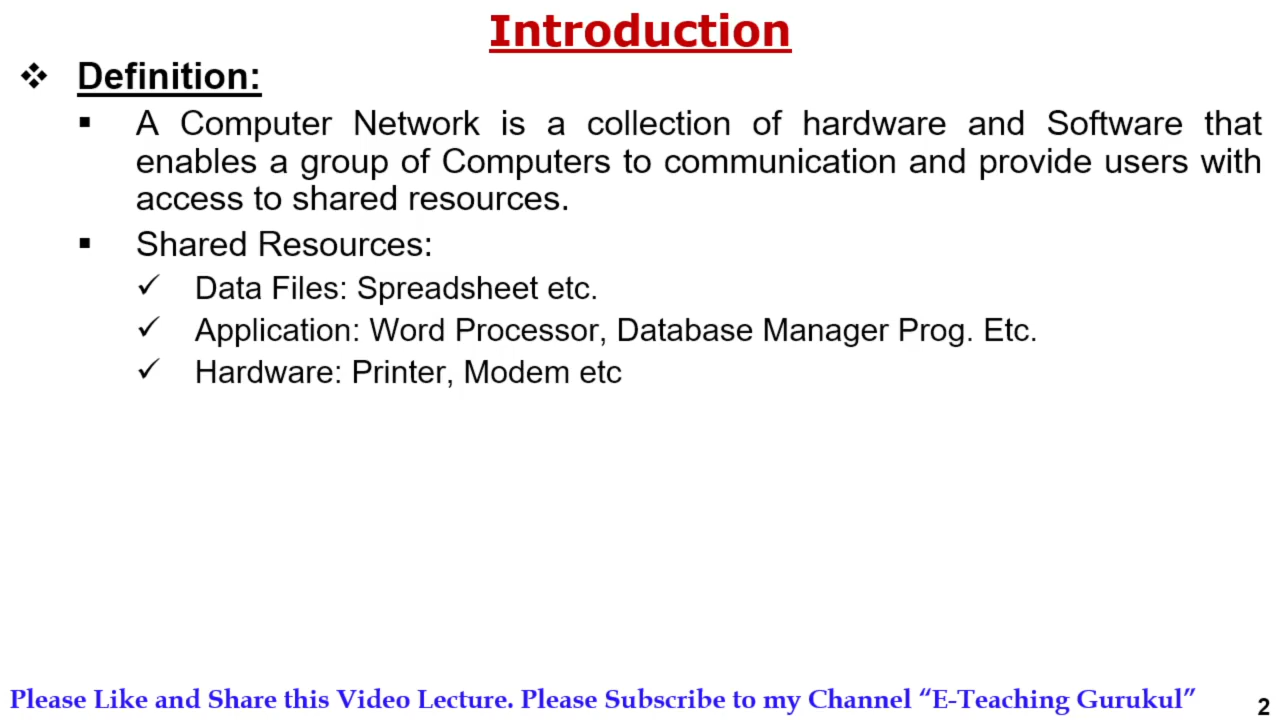 Introduction
❖ Definition:
▪ A Computer Network is a collection of hardware and Software that
enables a group of Computers to communication and provide users with
access to shared resources.
▪ Shared Resources:
✓ Data Files: Spreadsheet etc.
✓ Application: Word Processor, Database Manager Prog. Etc.
✓ Hardware: Printer, Modem etc
Please Like and Share this Video Lecture. Please Subscribe to my Channel “E-Teaching Gurukul”
2